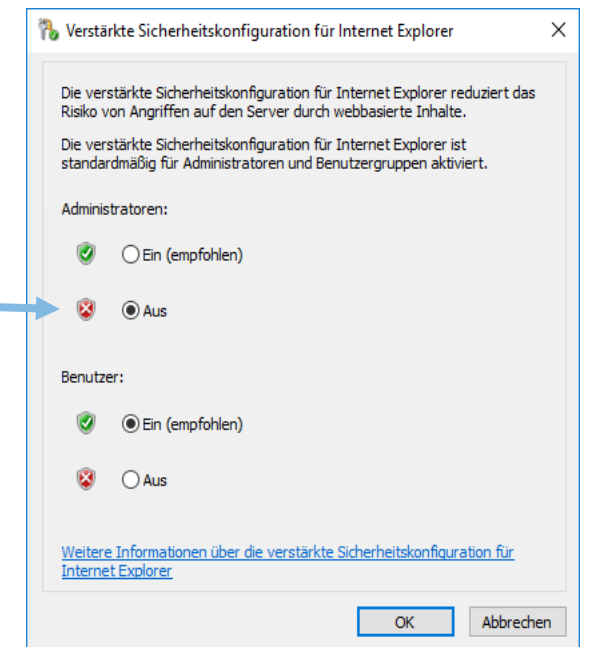 Verstärkte Sicherheitskonfiguration für Internet Explorer
Die verstärkte Sicherheitskonfiguration für Internet Explorer reduziert das
Risiko von Angriffen auf den Server durch webbasierte Inhalte.
Die verstärkte Sicherheitskonfiguration für Internet Explorer ist
standardmäßig für Administratoren und Benutzergruppen aktiviert.
Administratoren:
Ein (empfohlen)
Aus
Benutzer:
Ein (empfohlen)
Aus
Weitere Informationen über die verstärkte Sicherheitskonfiguration für
Internet Explorer
OK Abbrechen